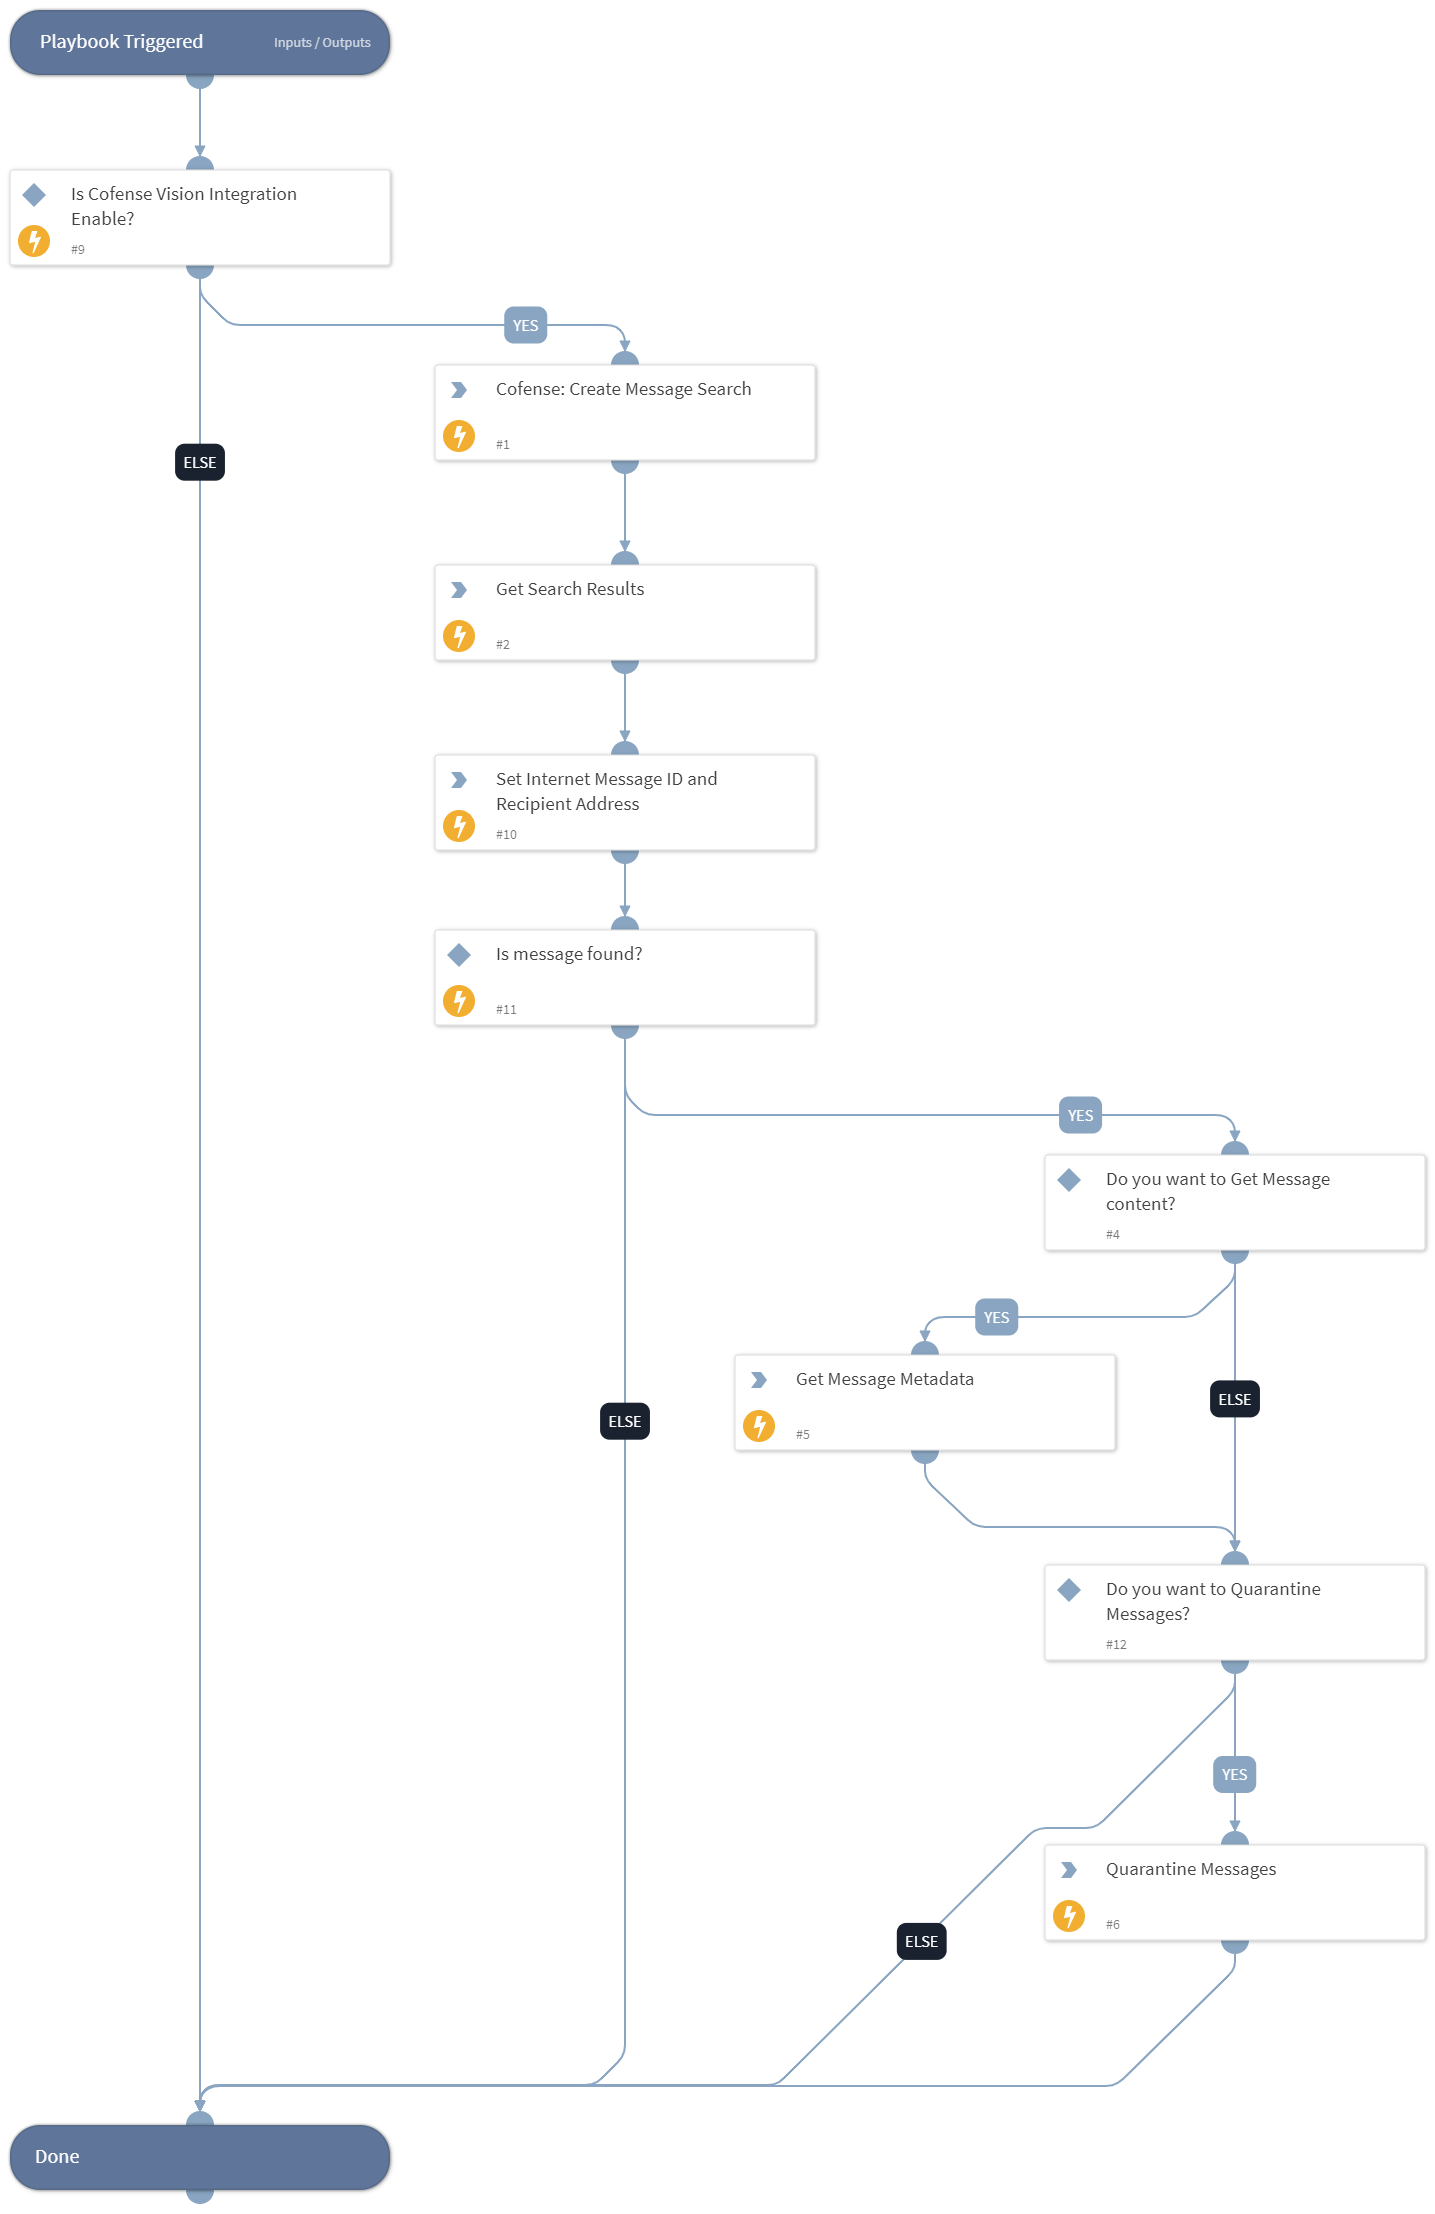 Playbook Triggered
Inputs / Outputs
Is Cofense Vision Integration
Enable?
#9
YES
Cofense: Create Message Search
#1
ELSE
Get Search Results
#2
Set Internet Message ID and
Recipient Address
#10
Is message found?
#11
YES
Do you want to Get Message
content?
#4
YES
Get Message Metadata
#5
ELSE
ELSE
Do you want to Quarantine
Messages?
#12
YES
Quarantine Messages
#6
ELSE
Done